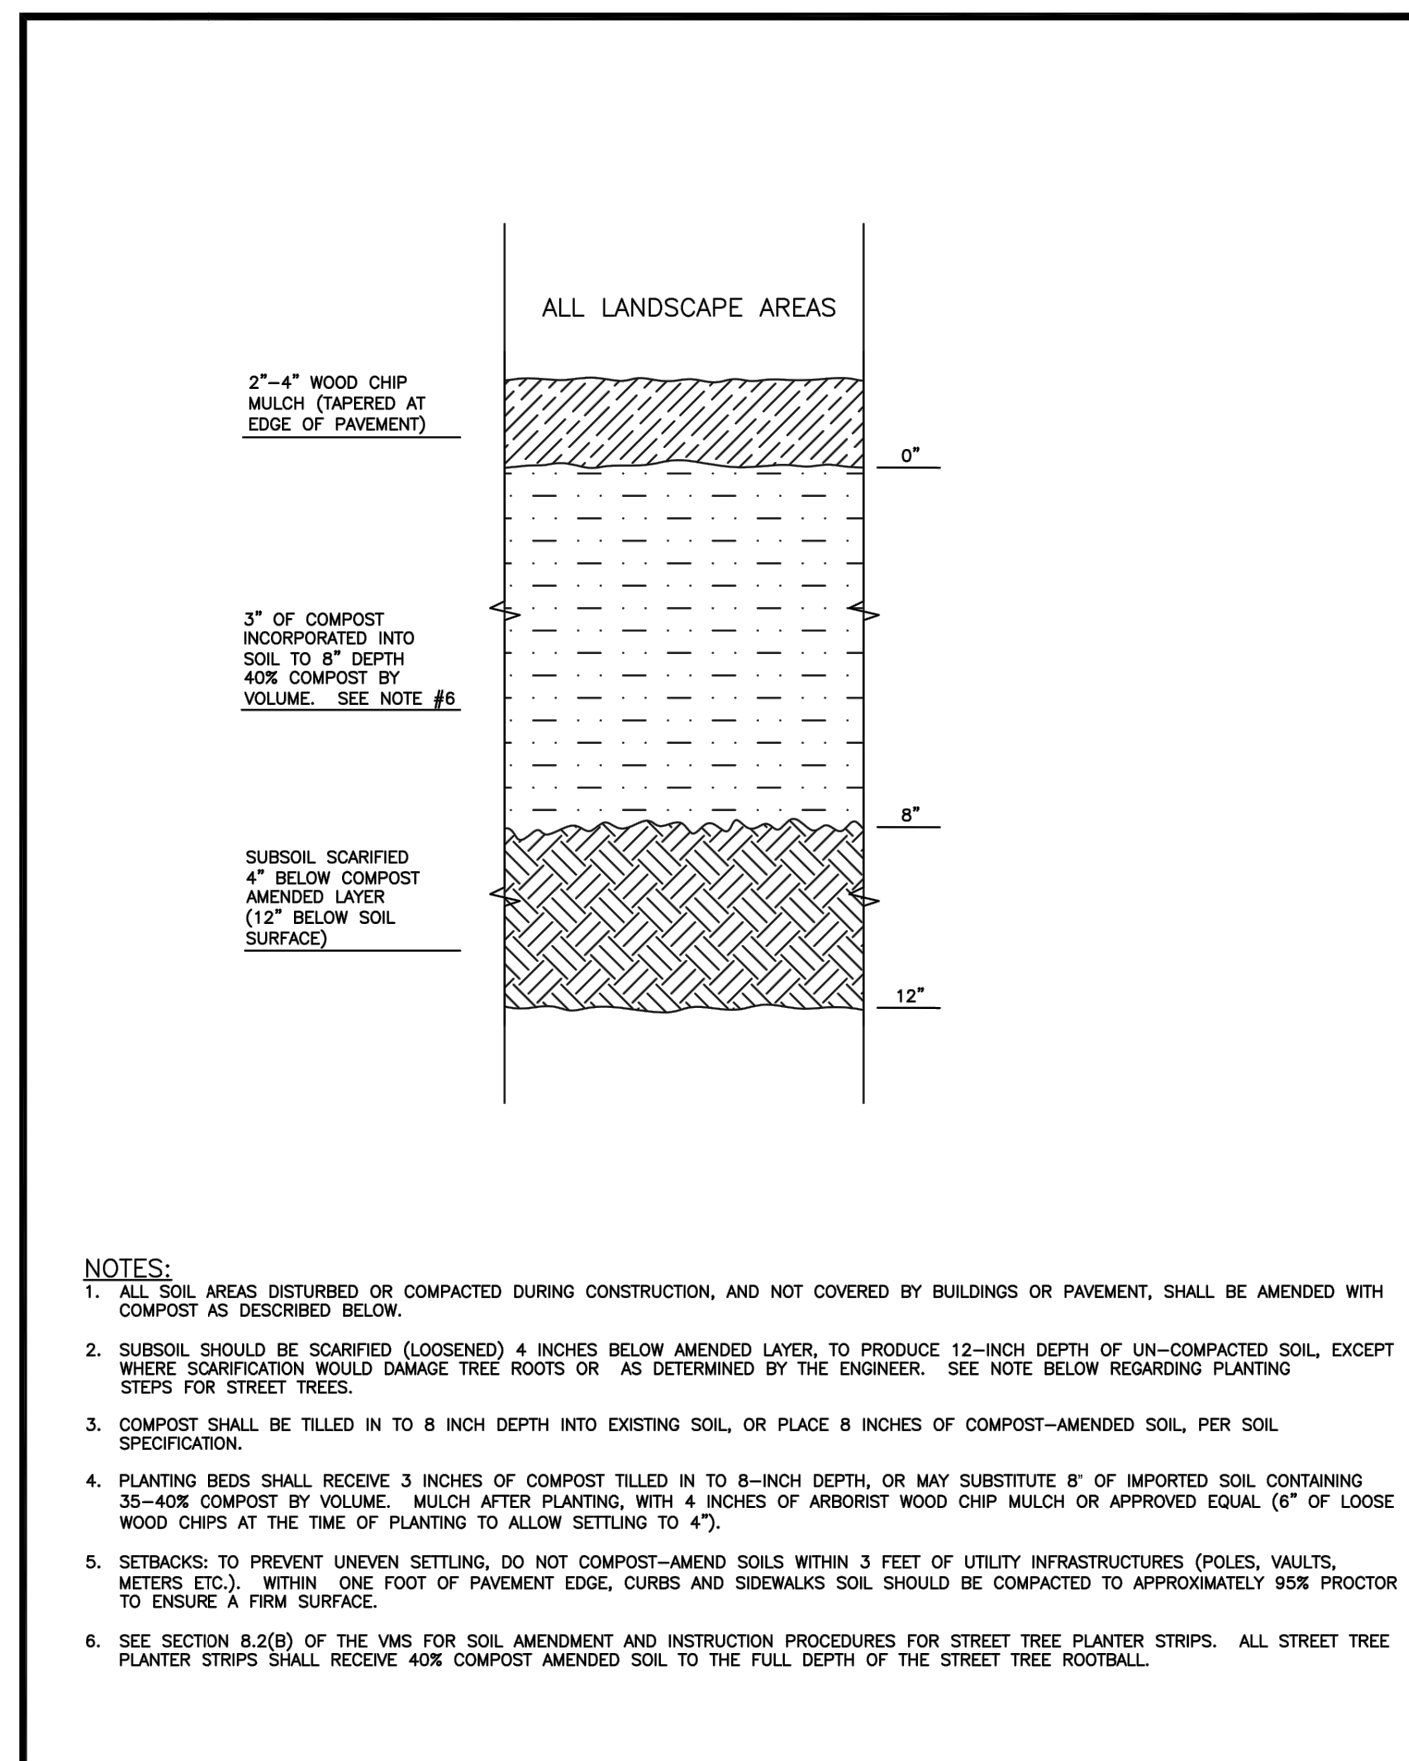 ALL LANDSCAPE AREAS
2"-4" WOOD CHIP
MULCH (TAPERED AT
EDGE OF PAVEMENT)
0"
3" OF COMPOST
INCORPORATED INTO
SOIL TO 8" DEPTH
40% COMPOST BY
VOLUME. SEE NOTE #6
8"
SUBSOIL SCARIFIED
4" BELOW COMPOST
AMENDED LAYER
(12" BELOW SOIL
SURFACE)
12"
NOTES:
1. ALL SOIL AREAS DISTURBED OR COMPACTED DURING CONSTRUCTION, AND NOT COVERED BY BUILDINGS OR PAVEMENT, SHALL BE AMENDED WITH
COMPOST AS DESCRIBED BELOW.
2. SUBSOIL SHOULD BE SCARIFIED (LOOSENED) 4 INCHES BELOW AMENDED LAYER, TO PRODUCE 12-INCH DEPTH OF UN-COMPACTED SOIL, EXCEPT
WHERE SCARIFICATION WOULD DAMAGE TREE ROOTS OR AS DETERMINED BY THE ENGINEER. SEE NOTE BELOW REGARDING PLANTING
STEPS FOR STREET TREES.
3. COMPOST SHALL BE TILLED IN TO 8 INCH DEPTH INTO EXISTING SOIL, OR PLACE 8 INCHES OF COMPOST-AMENDED SOIL, PER SOIL
SPECIFICATION.
4. PLANTING BEDS SHALL RECEIVE 3 INCHES OF COMPOST TILLED IN TO 8-INCH DEPTH, OR MAY SUBSTITUTE 8" OF IMPORTED SOIL CONTAINING
35-40% COMPOST BY VOLUME. MULCH AFTER PLANTING, WITH 4 INCHES OF ARBORIST WOOD CHIP MULCH OR APPROVED EQUAL (6" OF LOOSE
WOOD CHIPS AT THE TIME OF PLANTING TO ALLOW SETTLING TO 4").
5. SETBACKS: TO PREVENT UNEVEN SETTLING, DO NOT COMPOST-AMEND SOILS WITHIN 3 FEET OF UTILITY INFRASTRUCTURES (POLES, VAULTS,
METERS ETC.). WITHIN ONE FOOT OF PAVEMENT EDGE, CURBS AND SIDEWALKS SOIL SHOULD BE COMPACTED TO APPROXIMATELY 95% PROCTOR
TO ENSURE A FIRM SURFACE.
6. SEE SECTION 8.2(B) OF THE VMS FOR SOIL AMENDMENT AND INSTRUCTION PROCEDURES FOR STREET TREE PLANTER STRIPS. ALL STREET TREE
PLANTER STRIPS SHALL RECEIVE 40% COMPOST AMENDED SOIL TO THE FULL DEPTH OF THE STREET TREE ROOTBALL.